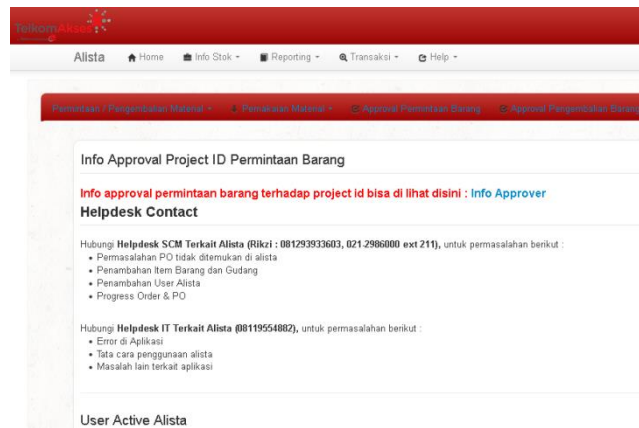 TelkomAkses
Alista Home Info Stok Reporting Transaksi Help
Permintaan / Pengembalian Material Pemakaian Material Approval Permintaan Barang Approval Pengembalian Barang
Info Approval Project ID Permintaan Barang
Info approval permintaan barang terhadap project id bisa di lihat disini : Info Approver
Helpdesk Contact
Hubungi Helpdesk SCM Terkait Alista (Rikzi : 081293933603, 021-2986000 ext 211), untuk permasalahan berikut :
Permasalahan PO tidak ditemukan di alista
Penambahan Item Barang dan Gudang
Penambahan User Alista
Progress Order & PO
Hubungi Helpdesk IT Terkait Alista (08119554882), untuk permasalahan berikut :
Error di Aplikasi
Tata cara penggunaan alista
Masalah lain terkait aplikasi
User Active Alista